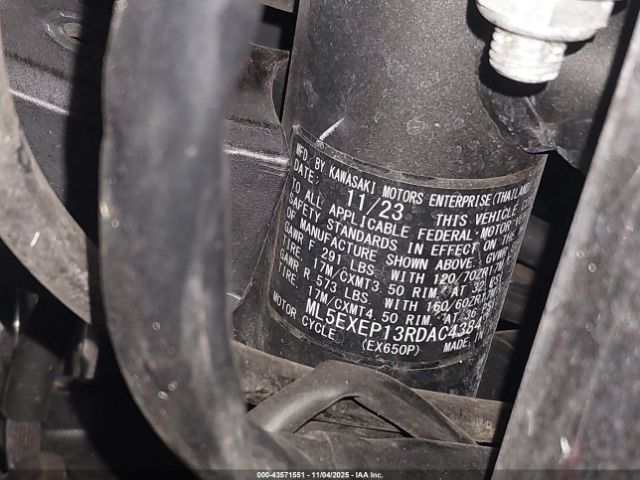 MFD. BY KAWASAKI MOTORS ENTERPRISE (THAILAND
DATE: 11/23 THIS VEHICLE
TO ALL APPLICABLE FEDERAL-MOTOR
SAFETY STANDARDS IN EFFECT ON THE
OF MANUFACTURE SHOWN ABOVE. GVWR
GAWR F 291 LBS. WITH 120/70ZR17M
TIRE. 17M/CXMT3.50 RIM. AT 32
GAWR R 573 LBS. WITH 160/60ZR17M
TIRE. 17M/CXMT4.50 RIM. AT 36
ML5EXEP13RDAC4384
MOTOR CYCLE (EX650P) MADE IN
000-43571551 - 11/04/2025 - IAA Inc.